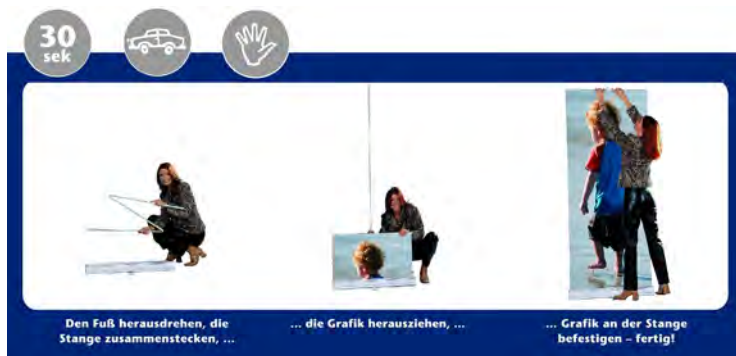 30
sek
Den Fuß herausdrehen, die
Stange zusammenstecken, ...
... die Grafik herausziehen, ...
... Grafik an der Stange
befestigen – fertig!